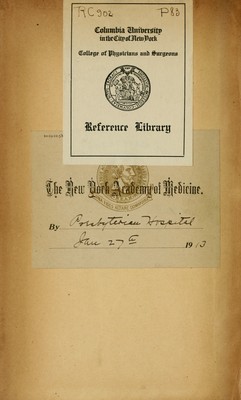 RC902 P83
Columbia University
in the City of New York
College of Physicians and Surgeons
Reference Library
The New York Academy of Medicine.
By Presbyterian Hospital
Jan 27th 1913